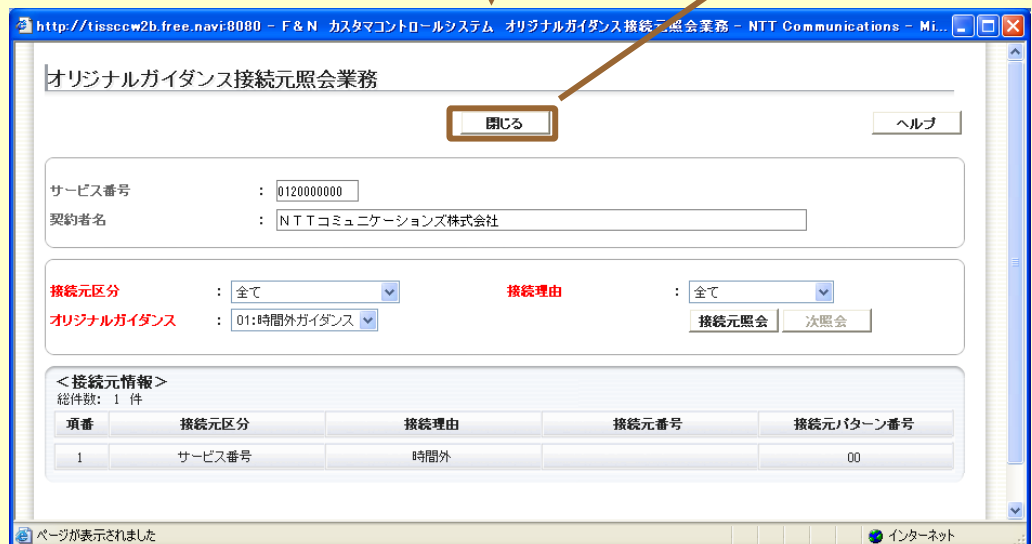 http://tissccw2b.free.navi:8080 - F&N カスタマコントロールシステム オリジナルガイダンス接続元照会業務 - NTT Communications - Mi...
オリジナルガイダンス接続元照会業務
閉じる ヘルプ
サービス番号 : 0120000000
契約者名 : NTTコミュニケーションズ株式会社
接続元区分 : 全て 接続理由 : 全て
オリジナルガイダンス : 01:時間外ガイダンス 接続元照会 次照会
<接続元情報>
総件数: 1 件
項番 接続元区分 接続理由 接続元番号 接続元パターン番号
1 サービス番号 時間外 00
ページが表示されました インターネット